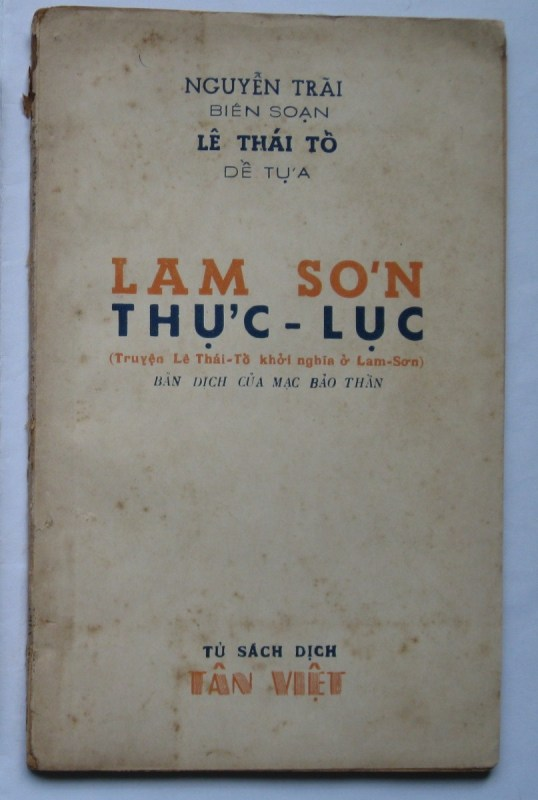 NGUYỄN TRÃI
BIÊN SOẠN
LÊ THÁI TỒ
DỀ TỰA
LAM SƠN
THỰC - LỤC
(Truyện Lê Thái-Tồ khởi nghĩa ở Lam-Sơn)
BẢN DỊCH CỦA MẠC BẢO THẦN
TỦ SÁCH DỊCH
TÂN VIỆT